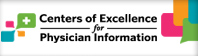 Centers of Excellence
for
Physician Information